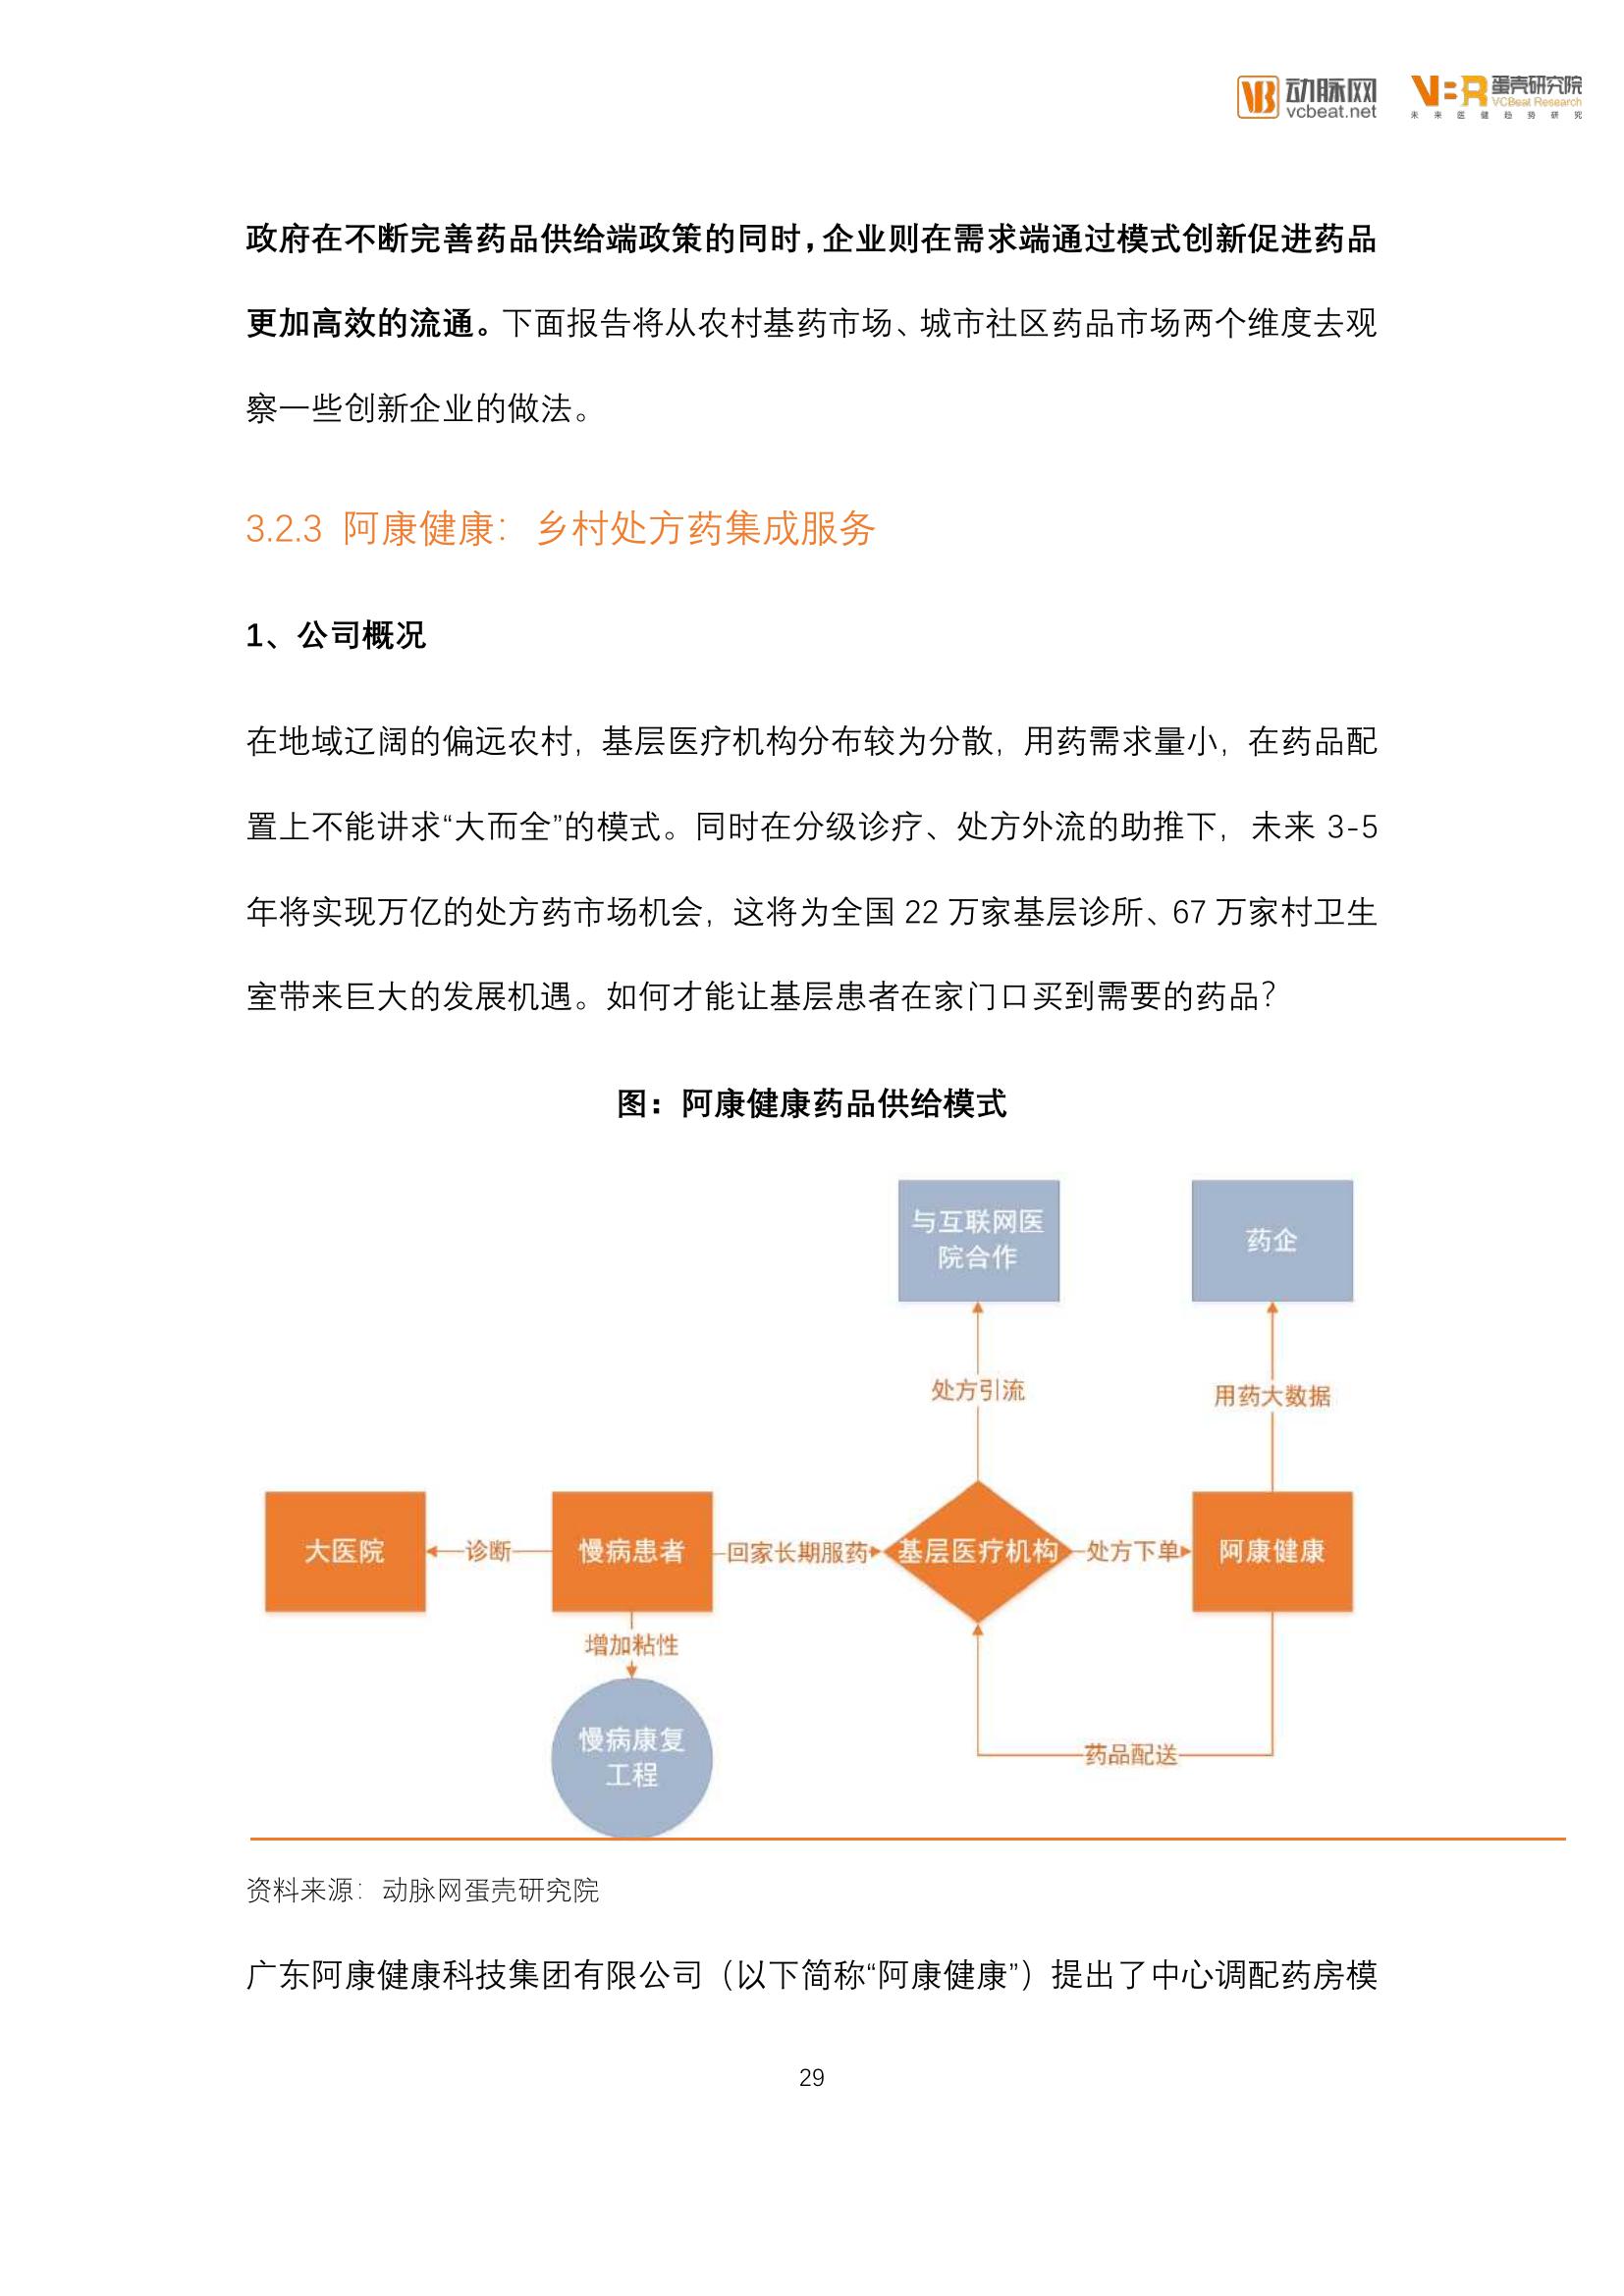 动脉网
vcbeat.net
VBR 蛋壳研究院
VCBeat Research
未来医健趋势研究
政府在不断完善药品供给端政策的同时，企业则在需求端通过模式创新促进药品
更加高效的流通。下面报告将从农村基药市场、城市社区药品市场两个维度去观
察一些创新企业的做法。
3.2.3 阿康健康：乡村处方药集成服务
1、公司概况
在地域辽阔的偏远农村，基层医疗机构分布较为分散，用药需求量小，在药品配
置上不能讲求“大而全”的模式。同时在分级诊疗、处方外流的助推下，未来 3-5
年将实现万亿的处方药市场机会，这将为全国 22 万家基层诊所、67 万家村卫生
室带来巨大的发展机遇。如何才能让基层患者在家门口买到需要的药品？
图：阿康健康药品供给模式
与互联网医
院合作
药企
处方引流
用药大数据
大医院
诊断
慢病患者
回家长期服药
基层医疗机构
处方下单
阿康健康
增加粘性
慢病康复
工程
药品配送
资料来源：动脉网蛋壳研究院
广东阿康健康科技集团有限公司（以下简称“阿康健康”）提出了中心调配药房模
29